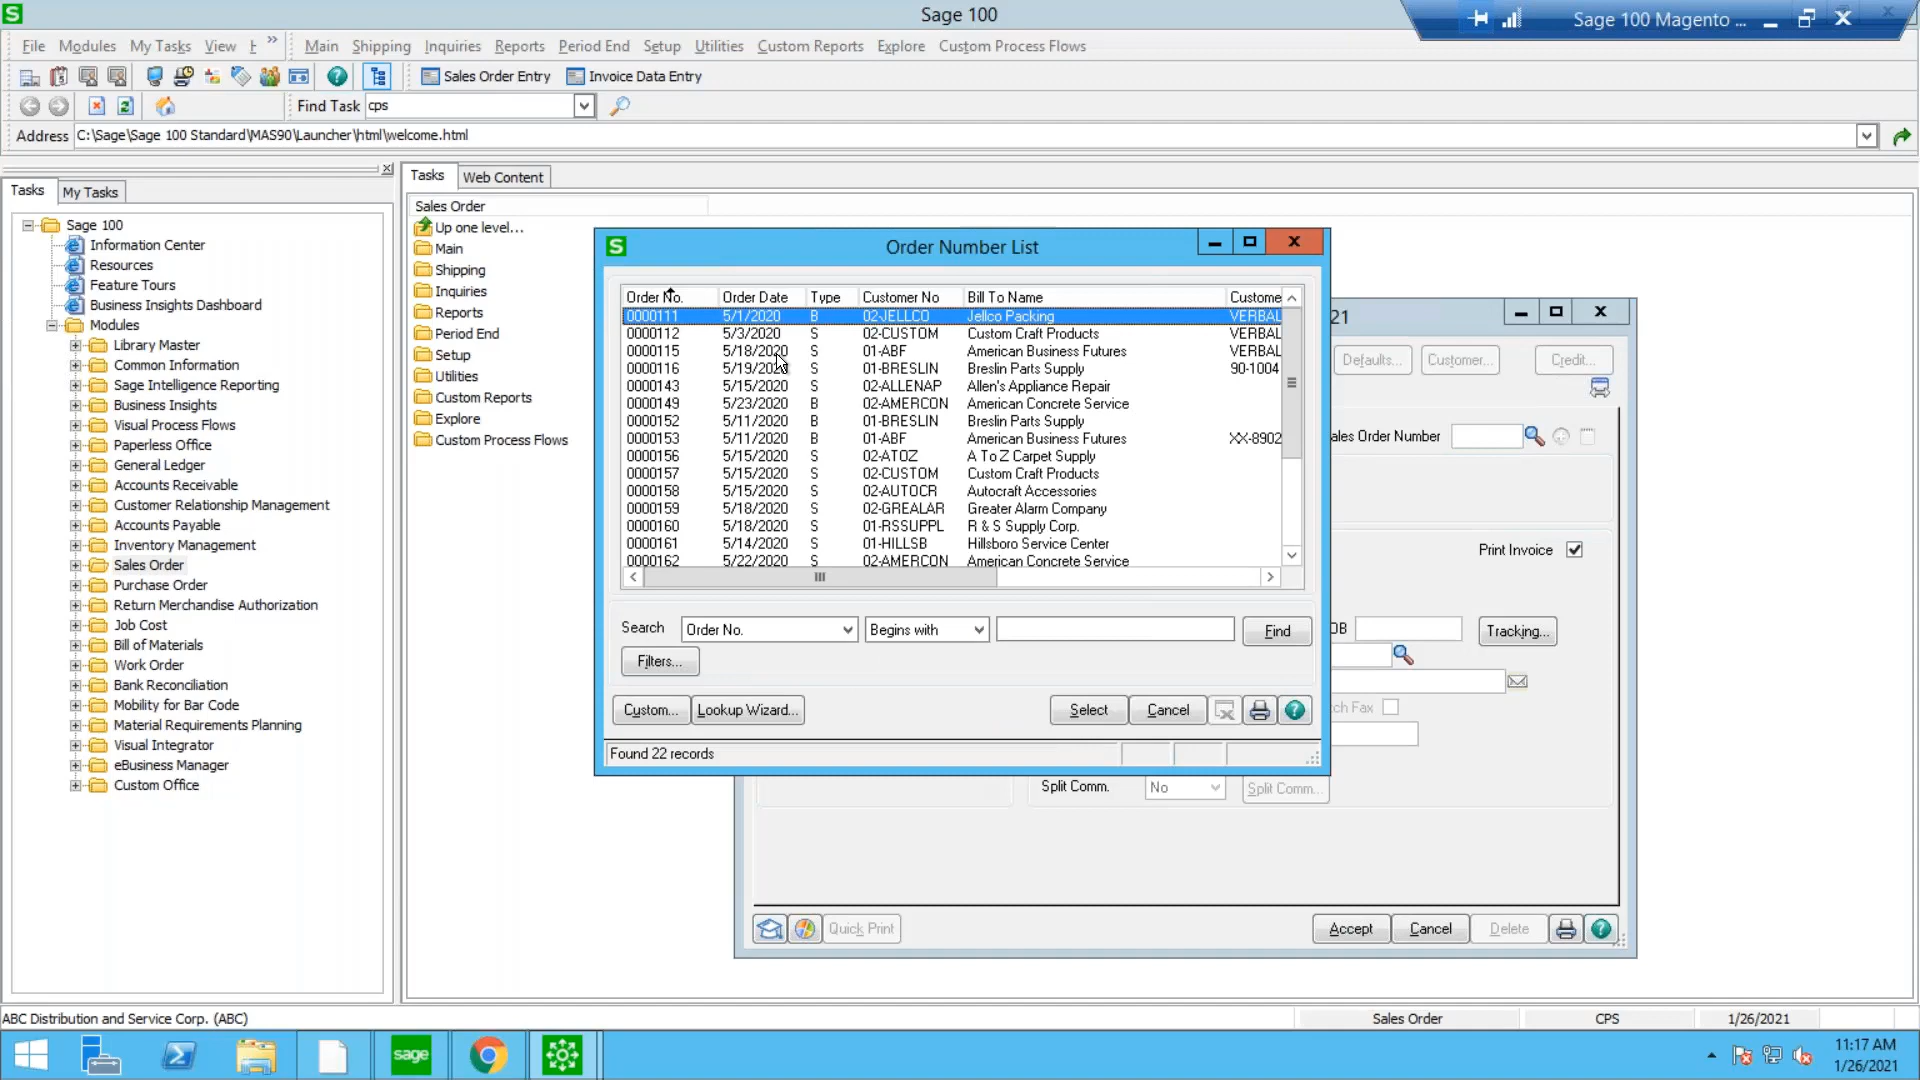 Sage 100
Sage 100 Magento ...
File Modules My Tasks View
Main Shipping Inquiries Reports Period End Setup Utilities Custom Reports Explore Custom Process Flows
Sales Order Entry Invoice Data Entry
Find Task cps
Address C:\Sage\Sage 100 Standard\MAS90\Launcher\html\welcome.html
Tasks My Tasks
Sage 100
Information Center
Resources
Feature Tours
Business Insights Dashboard
Modules
Library Master
Common Information
Sage Intelligence Reporting
Business Insights
Visual Process Flows
Paperless Office
General Ledger
Accounts Receivable
Customer Relationship Management
Accounts Payable
Inventory Management
Sales Order
Purchase Order
Return Merchandise Authorization
Job Cost
Bill of Materials
Work Order
Bank Reconciliation
Mobility for Bar Code
Material Requirements Planning
Visual Integrator
eBusiness Manager
Custom Office
Tasks Web Content
Sales Order
Up one level...
Main
Shipping
Inquiries
Reports
Period End
Setup
Utilities
Custom Reports
Explore
Custom Process Flows
Order Number List
Order No. Order Date Type Customer No Bill To Name Custome
0000111 5/1/2020 B 02-JELLCO Jellco Packing VERBAL
0000112 5/3/2020 S 02-CUSTOM Custom Craft Products VERBAL
0000115 5/18/2020 S 01-ABF American Business Futures VERBAL
0000116 5/19/2020 S 01-BRESLIN Breslin Parts Supply 90-1004
0000143 5/15/2020 S 02-ALLENAP Allen's Appliance Repair
0000149 5/23/2020 B 02-AMERCON American Concrete Service
0000152 5/11/2020 B 01-BRESLIN Breslin Parts Supply
0000153 5/11/2020 B 01-ABF American Business Futures XX-8902
0000156 5/15/2020 S 02-ATOZ A To Z Carpet Supply
0000157 5/15/2020 S 02-CUSTOM Custom Craft Products
0000158 5/15/2020 S 02-AUTOCR Autocraft Accessories
0000159 5/18/2020 S 02-GREALAR Greater Alarm Company
0000160 5/18/2020 S 01-RSSUPPL R & S Supply Corp.
0000161 5/14/2020 S 01-HILLSB Hillsboro Service Center
0000162 5/22/2020 S 02-AMERCON American Concrete Service
Search Order No. Begins with Find
Filters...
Custom... Lookup Wizard... Select Cancel
Found 22 records
21
Defaults... Customer... Credit...
ales Order Number
Print Invoice
OB Tracking...
ch Fax
Split Comm. No Split Comm...
Quick Print Accept Cancel Delete
ABC Distribution and Service Corp. (ABC) Sales Order CPS 1/26/2021
sage
11:17 AM
1/26/2021